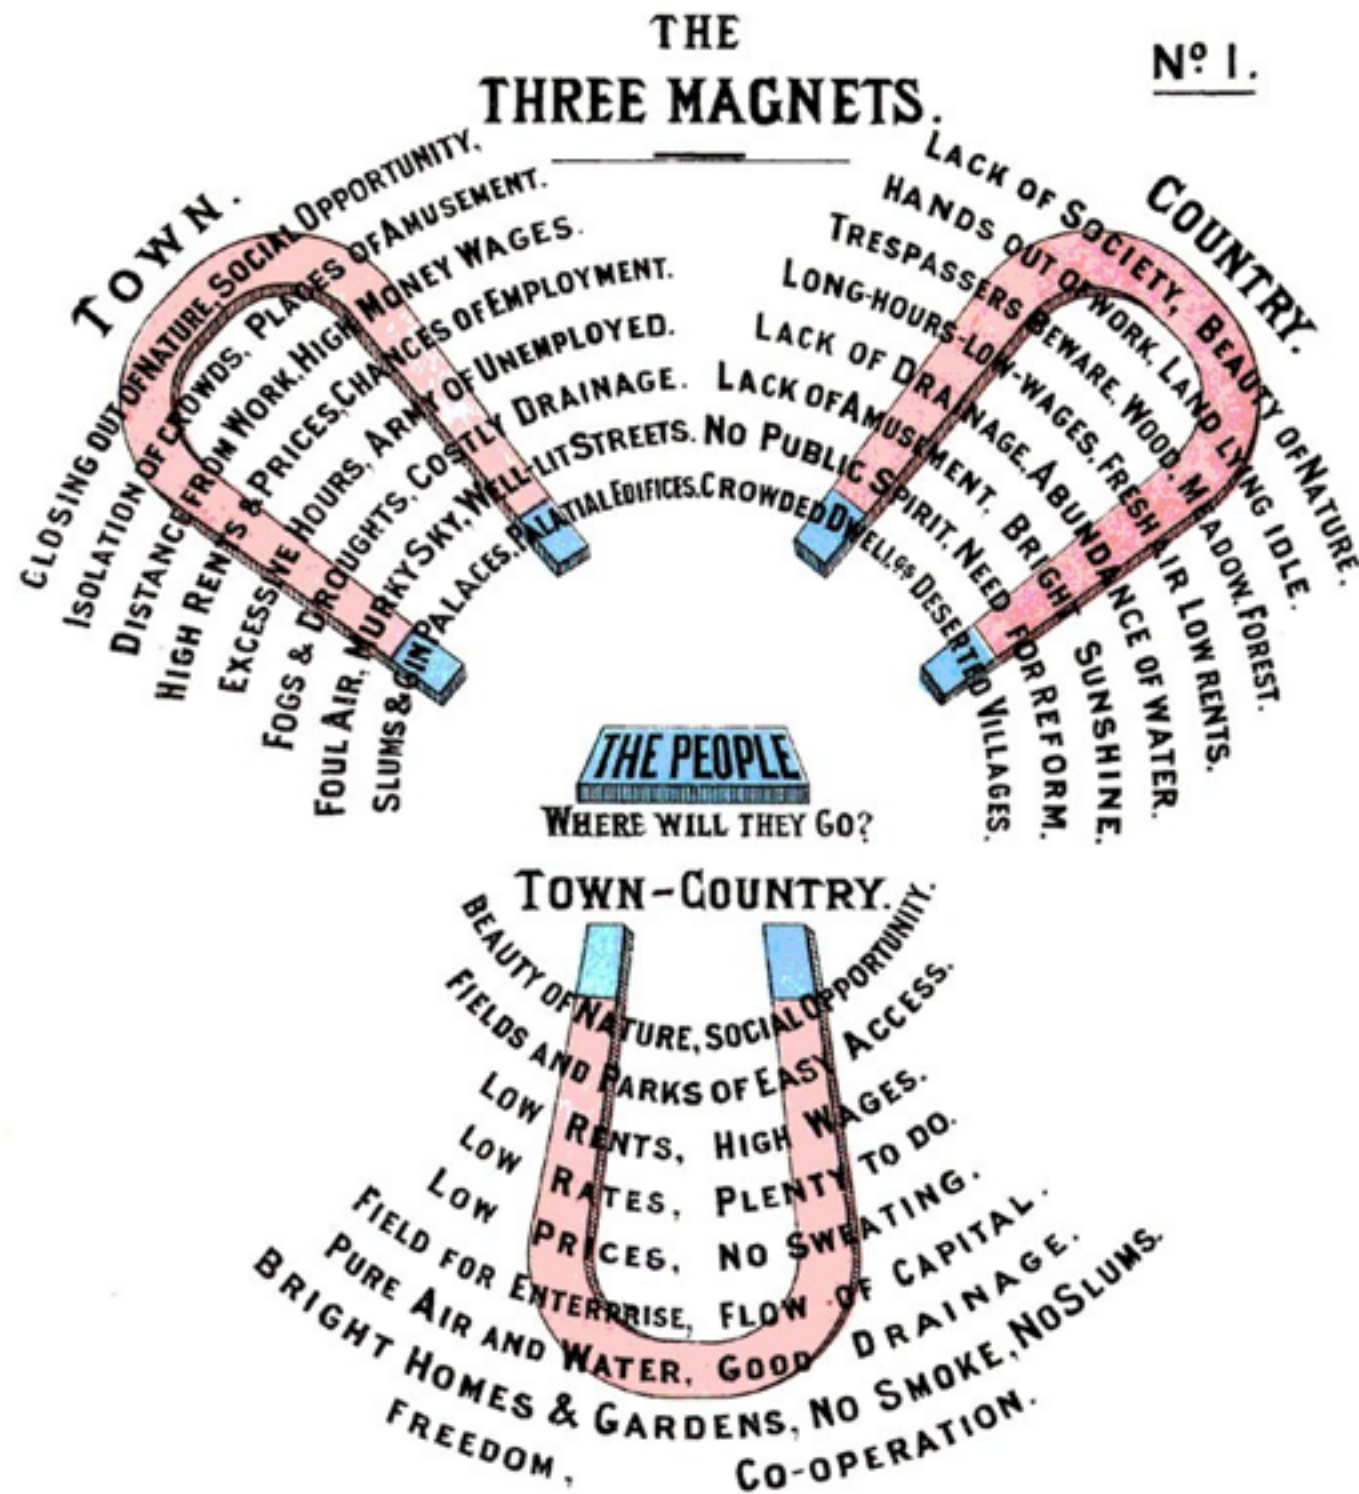 THE
THREE MAGNETS.
Nº 1.
TOWN.
CLOSING OUT OF NATURE, SOCIAL OPPORTUNITY.
ISOLATION OF CROWDS, PLACES OF AMUSEMENT.
DISTANCE FROM WORK, HIGH MONEY WAGES.
HIGH RENTS & PRICES, CHANCES OF EMPLOYMENT.
EXCESSIVE HOURS, ARMY OF UNEMPLOYED.
FOGS & DROUGHTS, COSTLY DRAINAGE.
FOUL AIR, MURKY SKY, WELL-LIT STREETS.
SLUMS & GIN PALACES, PALATIAL EDIFICES.
COUNTRY.
LACK OF SOCIETY, BEAUTY OF NATURE.
HANDS OUT OF WORK, LAND LYING IDLE.
TRESPASSERS BEWARE, WOOD, MEADOW, FOREST.
LONG-HOURS-LOW-WAGES, FRESH AIR LOW RENTS.
LACK OF DRAINAGE, ABUNDANCE OF WATER.
LACK OF AMUSEMENT, BRIGHT SUNSHINE.
NO PUBLIC SPIRIT, NEED FOR REFORM.
CROWDED DWELLGS DESERTED VILLAGES.
THE PEOPLE
WHERE WILL THEY GO?
TOWN-COUNTRY.
BEAUTY OF NATURE, SOCIAL OPPORTUNITY.
FIELDS AND PARKS OF EASY ACCESS.
LOW RENTS, HIGH WAGES.
LOW RATES, PLENTY TO DO.
LOW PRICES, NO SWEATING.
FIELD FOR ENTERPRISE, FLOW OF CAPITAL.
PURE AIR AND WATER, GOOD DRAINAGE.
BRIGHT HOMES & GARDENS, NO SMOKE, NO SLUMS.
FREEDOM, CO-OPERATION.